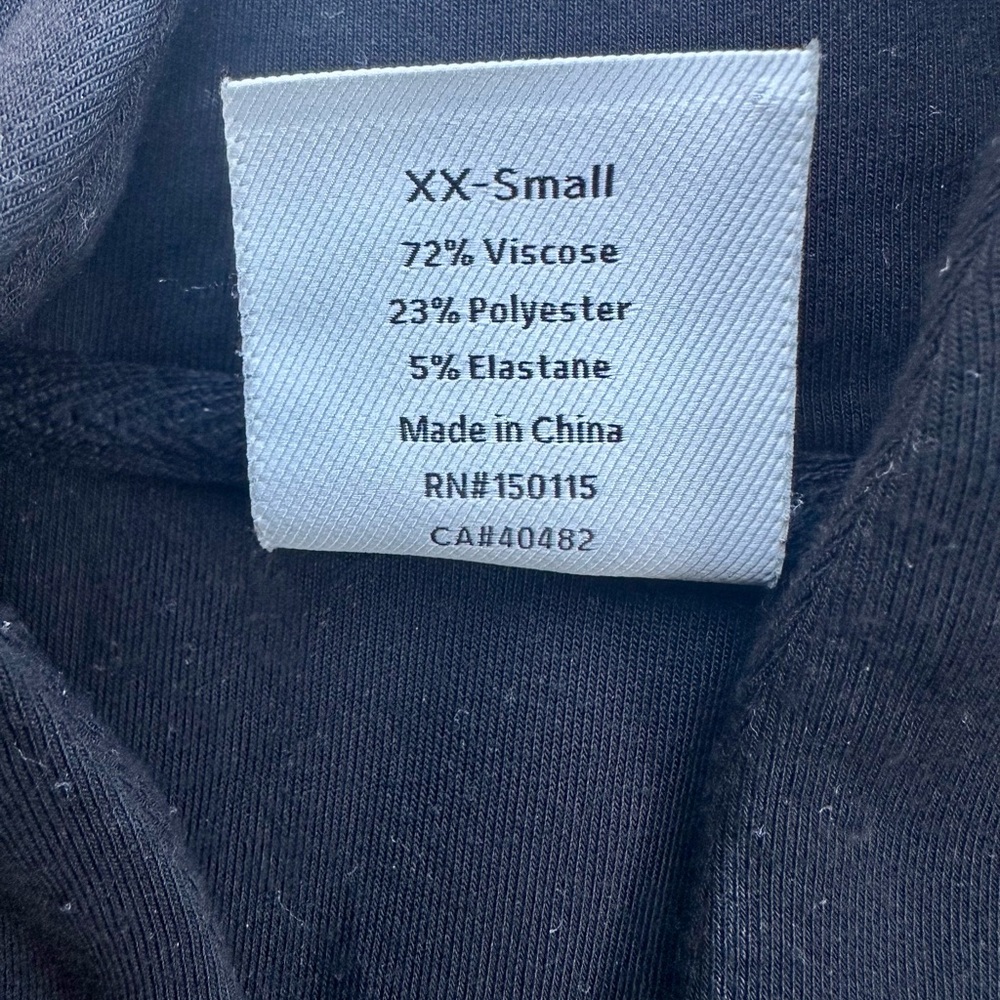 XX-Small
72% Viscose
23% Polyester
5% Elastane
Made in China
RN#150115
CA#40482